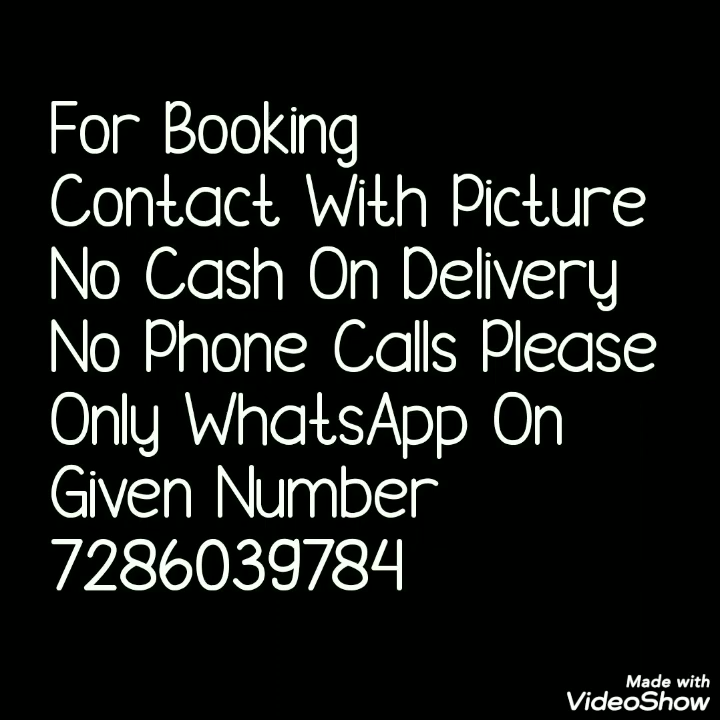 For Booking
Contact With Picture
No Cash On Delivery
No Phone Calls Please
Only WhatsApp On
Given Number
7286039784
Made with
VideoShow